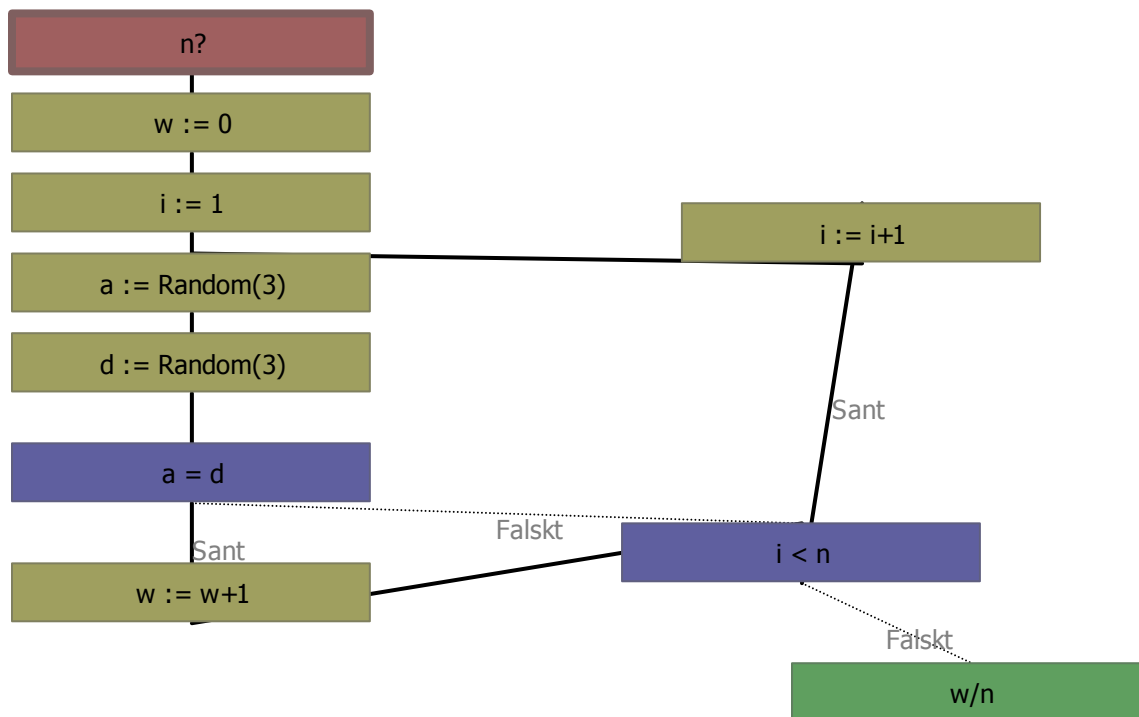 n?
w := 0
i := 1
i := i+1
a := Random(3)
d := Random(3)
Sant
a = d
Falskt
i < n
Sant
w := w+1
Falskt
w/n